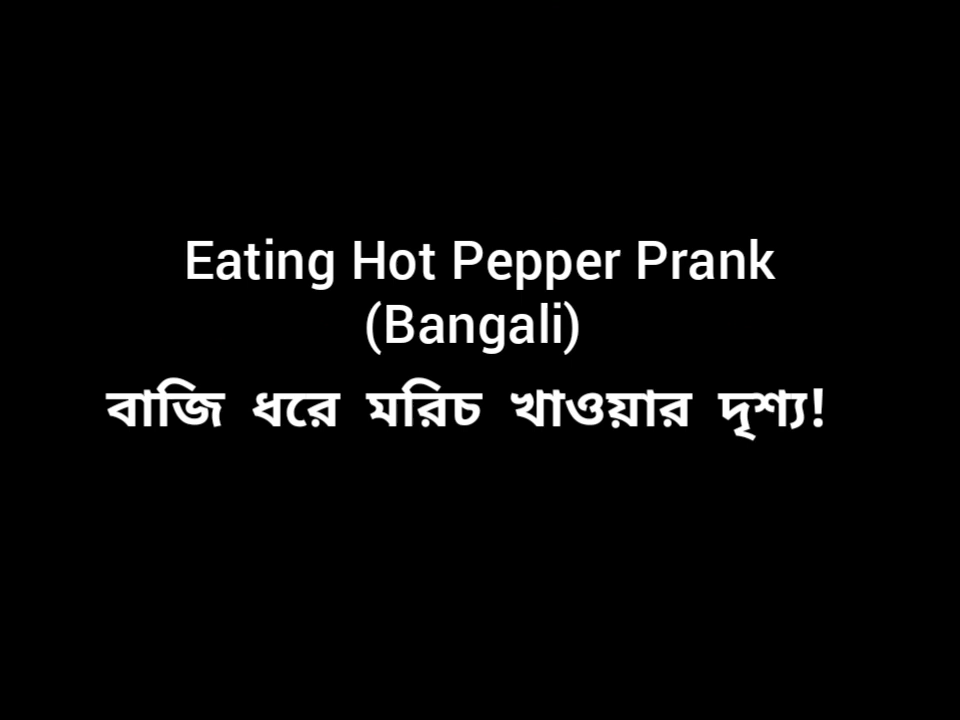 Eating Hot Pepper Prank
(Bangali)
বাজি ধরে মরিচ খাওয়ার দৃশ্য!